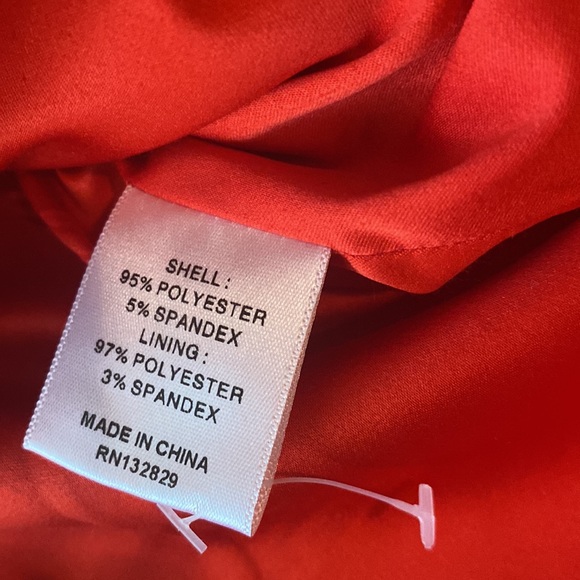 SHELL :
95% POLYESTER
5% SPANDEX
LINING :
97% POLYESTER
3% SPANDEX
MADE IN CHINA
RN132829